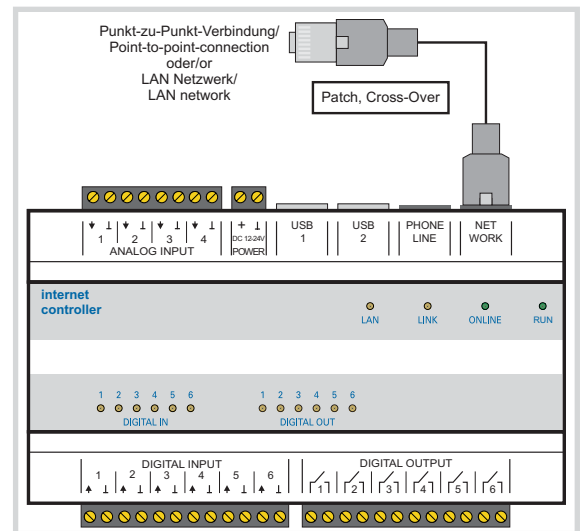 Punkt-zu-Punkt-Verbindung/
Point-to-point-connection
oder/or
LAN Netzwerk/
LAN network
Patch, Cross-Over
1 2 3 4
ANALOG INPUT
+ ⊥
DC 12-24V
POWER
USB
1
USB
2
PHONE
LINE
NET
WORK
internet
controller
LAN LINK ONLINE RUN
1 2 3 4 5 6
DIGITAL IN
1 2 3 4 5 6
DIGITAL OUT
DIGITAL INPUT
1 2 3 4 5 6
DIGITAL OUTPUT
1 2 3 4 5 6